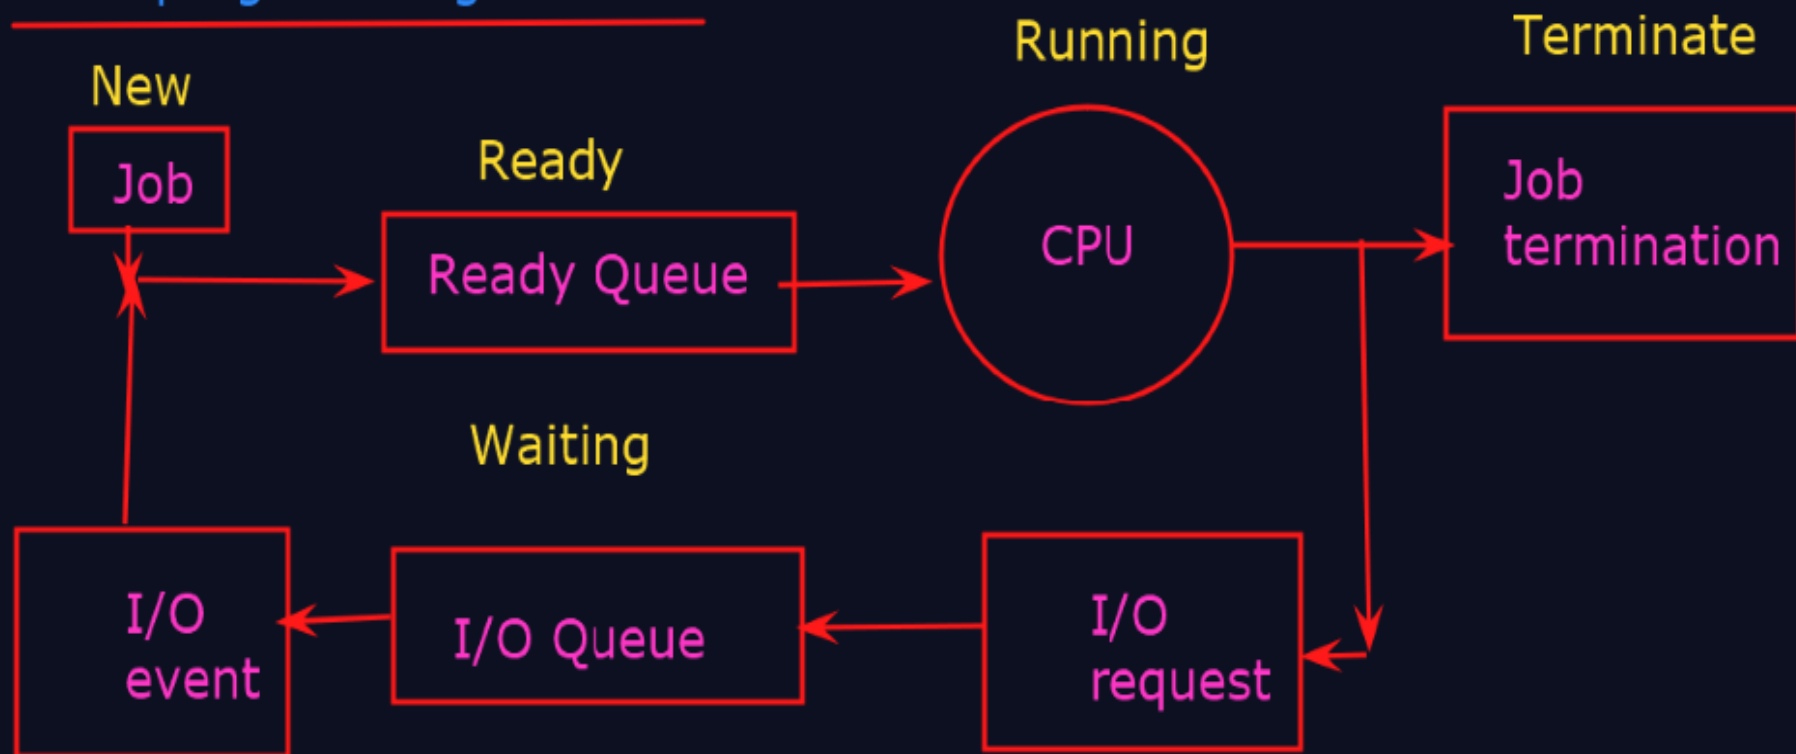 New
Running
Terminate
Job
Ready
Ready Queue
CPU
Job
termination
Waiting
I/O
event
I/O Queue
I/O
request